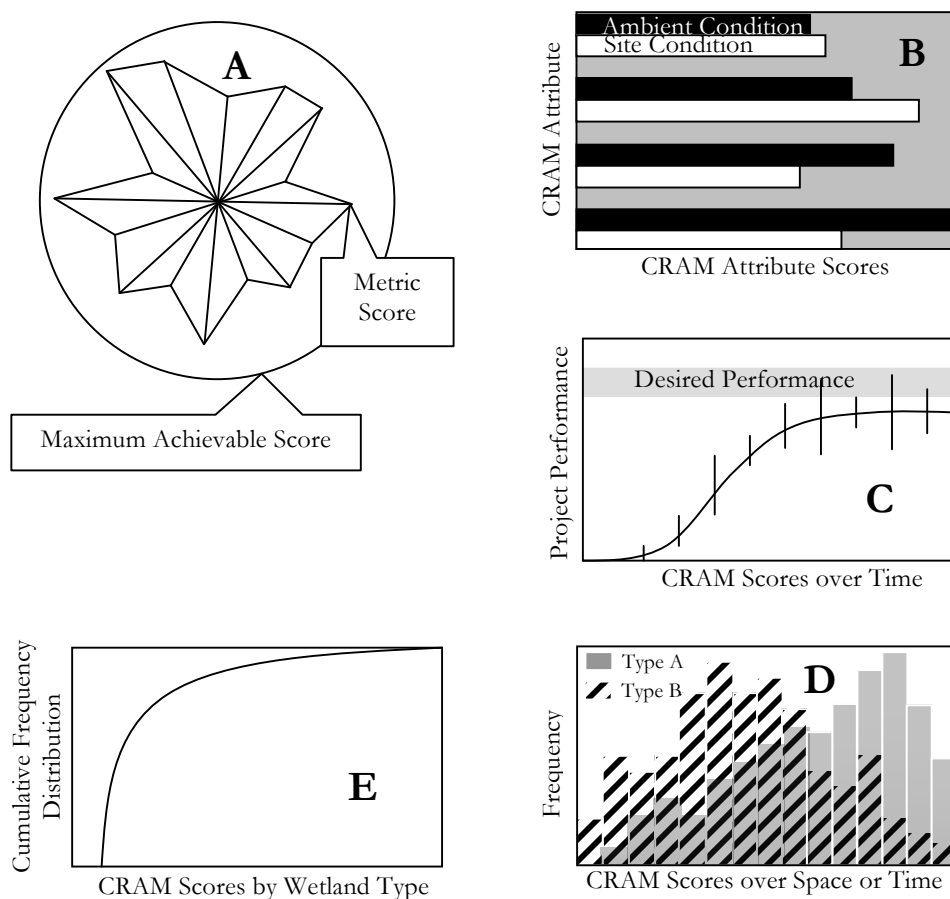 A
Metric
Score
Maximum Achievable Score
Ambient Condition
Site Condition
B
CRAM Attribute
CRAM Attribute Scores
Desired Performance
C
Project Performance
CRAM Scores over Time
Cumulative Frequency
Distribution
E
CRAM Scores by Wetland Type
Type A
Type B
D
Frequency
CRAM Scores over Space or Time